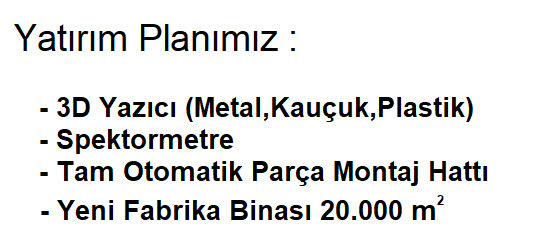 Yatırım Planımız :
- 3D Yazıcı (Metal,Kauçuk,Plastik)
- Spektormetre
- Tam Otomatik Parça Montaj Hattı
- Yeni Fabrika Binası 20.000 m²